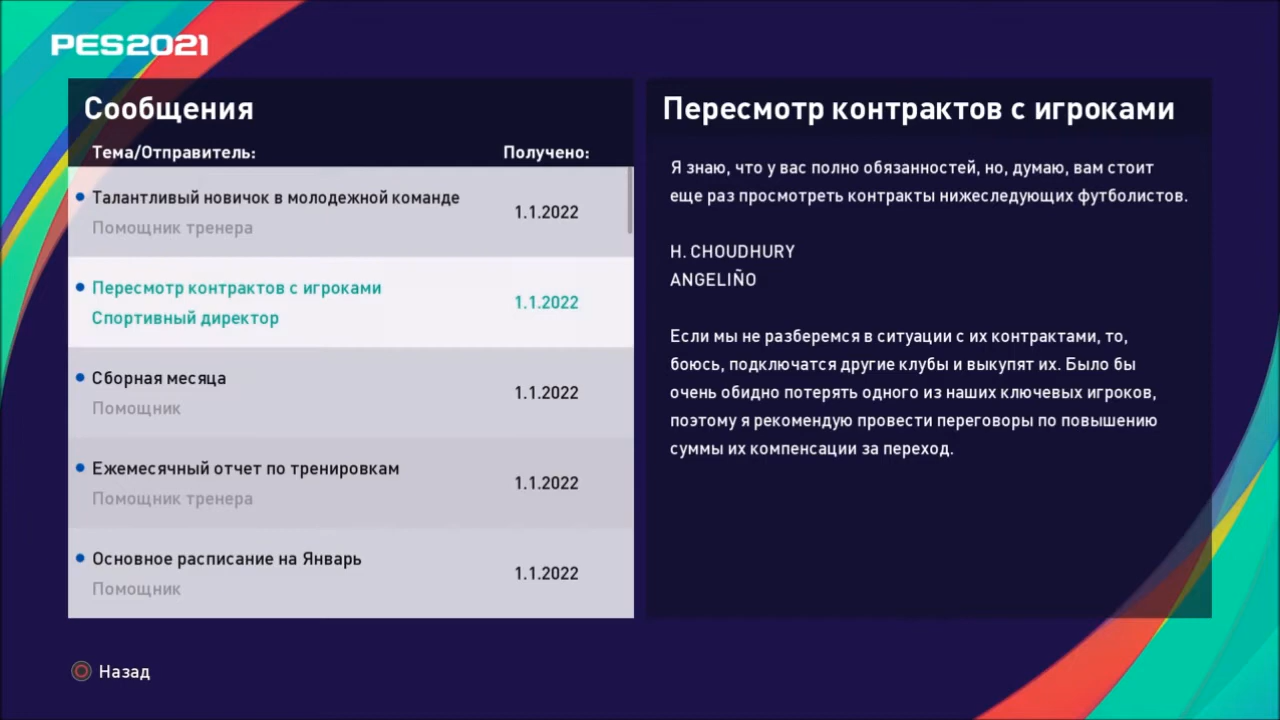 PES2021
Сообщения
Тема/Отправитель:
Получено:
Талантливый новичок в молодежной команде
Помощник тренера
1.1.2022
Пересмотр контрактов с игроками
Спортивный директор
1.1.2022
Сборная месяца
Помощник
1.1.2022
Ежемесячный отчет по тренировкам
Помощник тренера
1.1.2022
Основное расписание на Январь
Помощник
1.1.2022
Пересмотр контрактов с игроками
Я знаю, что у вас полно обязанностей, но, думаю, вам стоит
еще раз просмотреть контракты нижеследующих футболистов.
H. CHOUDHURY
ANGELIÑO
Если мы не разберемся в ситуации с их контрактами, то,
боюсь, подключатся другие клубы и выкупят их. Было бы
очень обидно потерять одного из наших ключевых игроков,
поэтому я рекомендую провести переговоры по повышению
суммы их компенсации за переход.
Назад